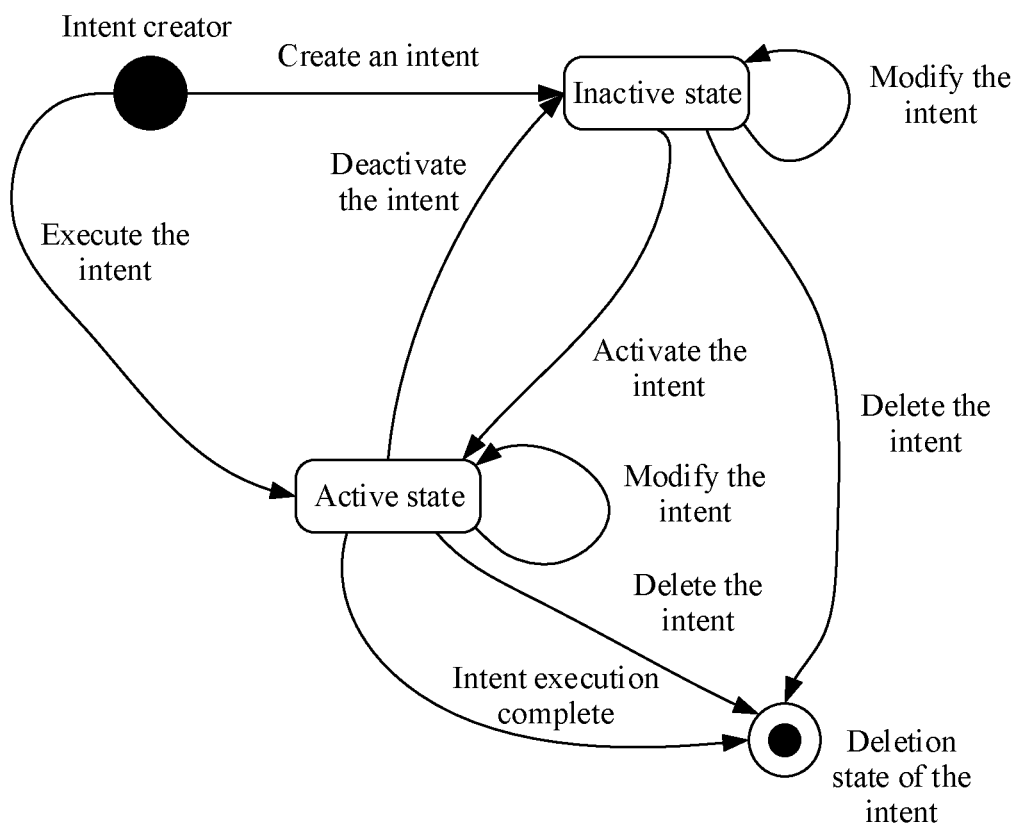 Intent creator
Create an intent
Inactive state
Modify the
intent
Deactivate
the intent
Execute the
intent
Activate the
intent
Delete the
intent
Active state
Modify the
intent
Delete the
intent
Intent execution
complete
Deletion
state of the
intent